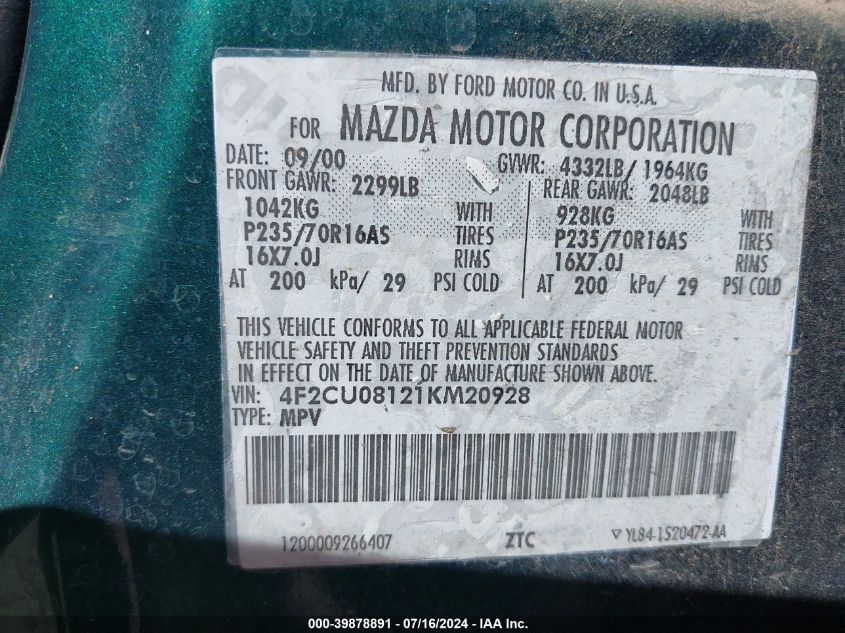 MFD. BY FORD MOTOR CO. IN U.S.A.
FOR MAZDA MOTOR CORPORATION
DATE: 09/00 GVWR: 4332LB/ 1964KG
FRONT GAWR: 2299LB REAR GAWR: 2048LB
1042KG WITH 928KG WITH
P235/70R16AS TIRES P235/70R16AS TIRES
16X7.0J RIMS 16X7.0J RIMS
AT 200 kPa/ 29 PSI COLD AT 200 kPa/ 29 PSI COLD
THIS VEHICLE CONFORMS TO ALL APPLICABLE FEDERAL MOTOR
VEHICLE SAFETY AND THEFT PREVENTION STANDARDS
IN EFFECT ON THE DATE OF MANUFACTURE SHOWN ABOVE.
VIN: 4F2CU08121KM20928
TYPE: MPV
1200009266407 ZTC ▽ YL84-1520472-AA
000-39878891 - 07/16/2024 - IAA Inc.